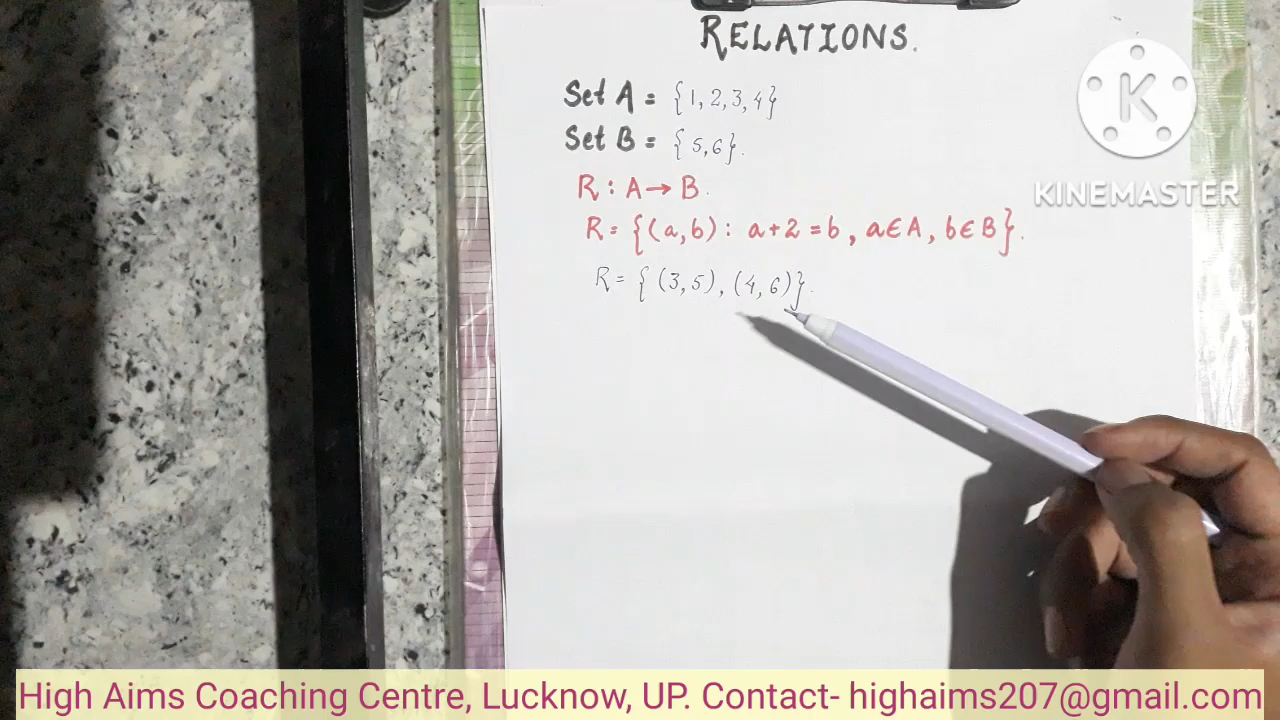 RELATIONS.
Set A = {1, 2, 3, 4}
Set B = {5,6}.
R : A → B.
R = {(a, b) : a+2 = b, a∈A, b∈B}.
R = {(3,5), (4,6)}.
K
KINEMASTER
High Aims Coaching Centre, Lucknow, UP. Contact- highaims207@gmail.com